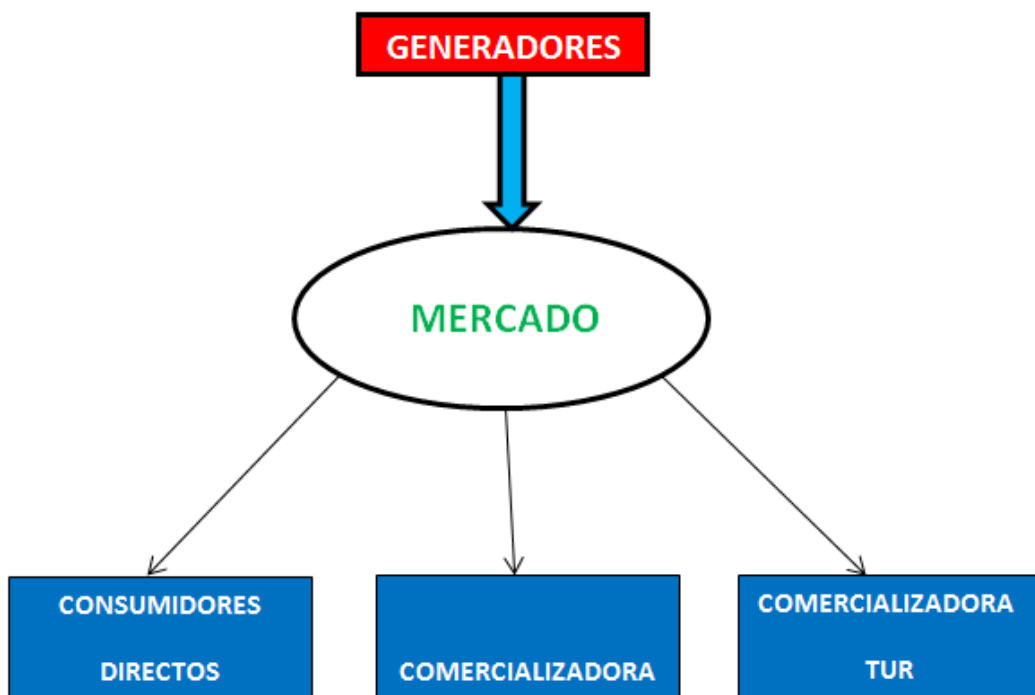 GENERADORES
MERCADO
CONSUMIDORES
DIRECTOS
COMERCIALIZADORA
COMERCIALIZADORA
TUR